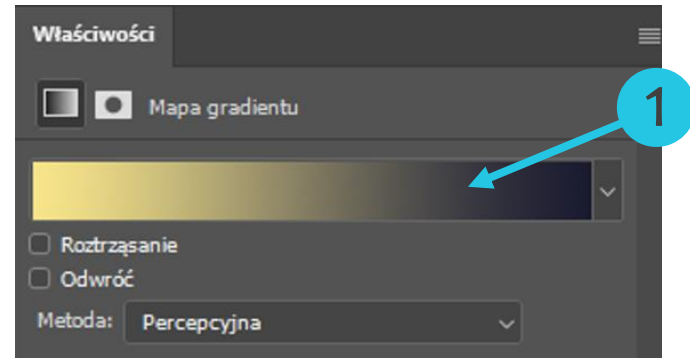 Właściwości
Mapa gradientu
1
Roztrząsanie
Odwróć
Metoda: Percepcyjna